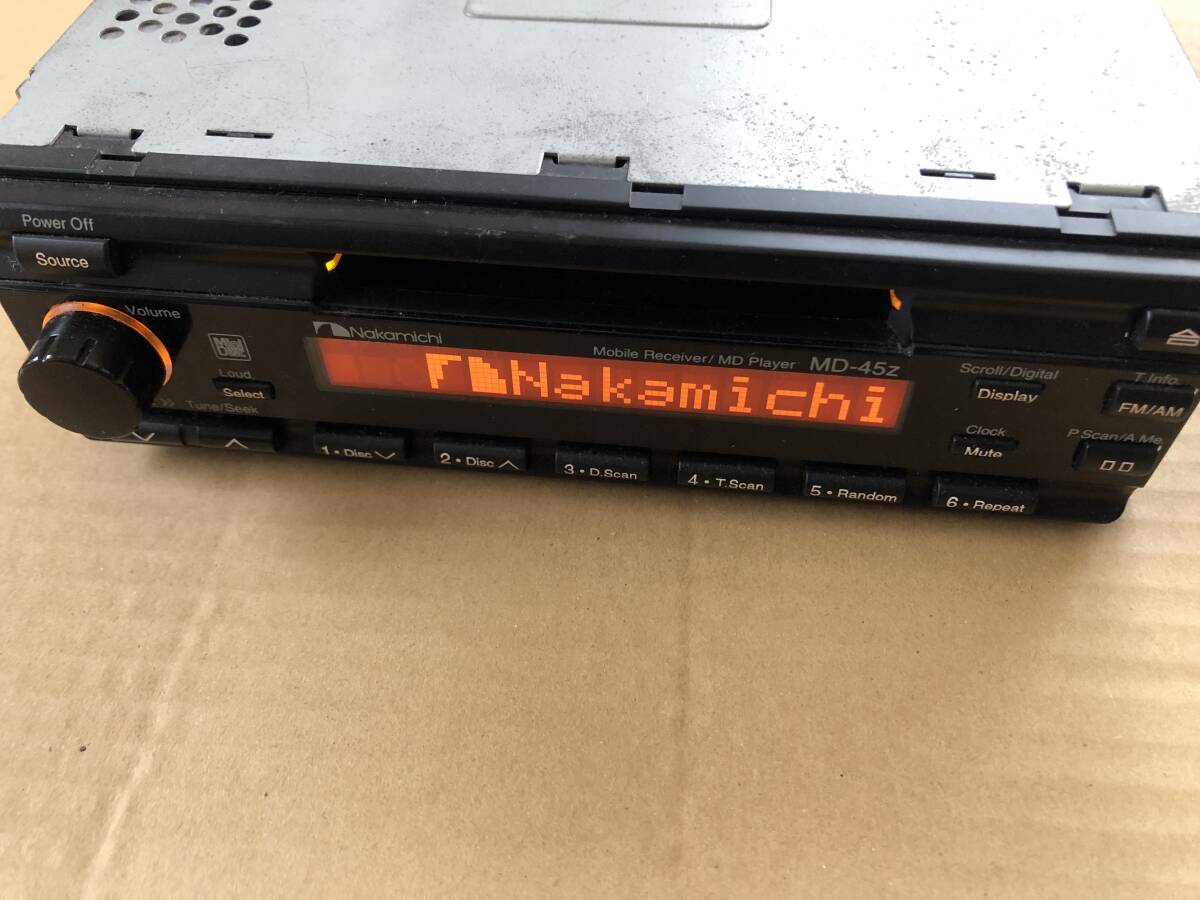 Power Off
Source
Volume
Mini Disc
Loud
Select
Tune/Seek
Nakamichi
Mobile Receiver/ MD Player MD-45z
Nakamichi
Scroll/Digital
Display
Clock
Mute
T.Info.
FM/AM
P.Scan/A.Me
1 • Disc
2 • Disc
3 • D.Scan
4 • T.Scan
5 • Random
6 • Repeat